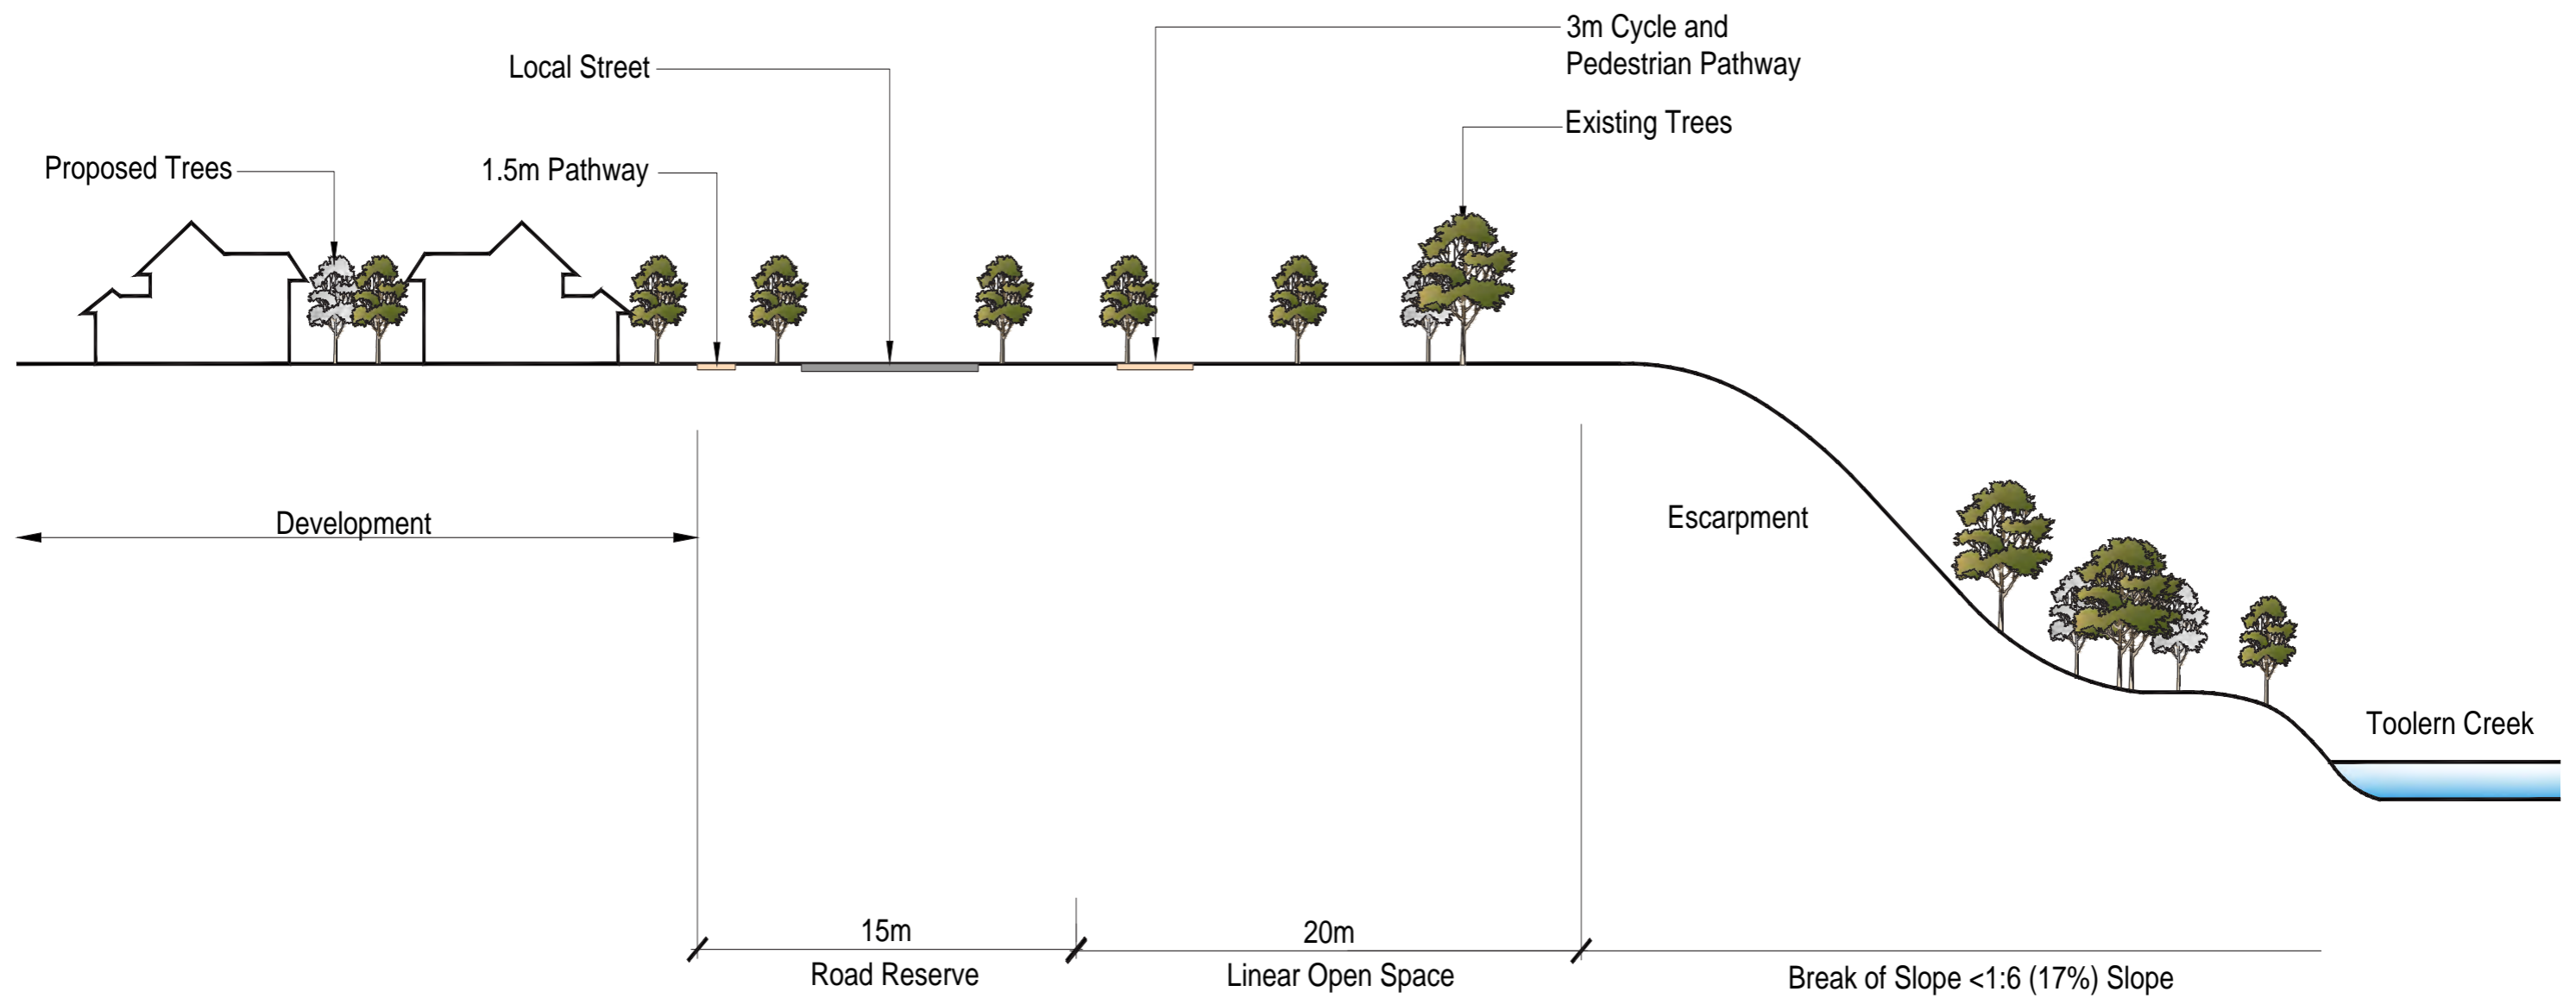 3m Cycle and
Pedestrian Pathway
Local Street
Existing Trees
Proposed Trees
1.5m Pathway
Development
Escarpment
Toolern Creek
15m
20m
Road Reserve
Linear Open Space
Break of Slope <1:6 (17%) Slope